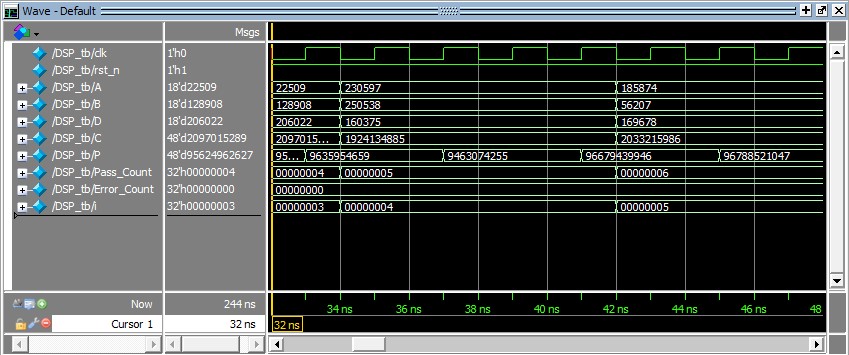 Wave - Default
Msgs
/DSP_tb/clk 1'h0
/DSP_tb/rst_n 1'h1
/DSP_tb/A 18'd22509 22509 230597 185874
/DSP_tb/B 18'd128908 128908 250538 56207
/DSP_tb/D 18'd206022 206022 160375 169678
/DSP_tb/C 48'd2097015289 2097015... 1924134885 2033215986
/DSP_tb/P 48'd95624962627 95... 9635954659 9463074255 96679439946 96788521047
/DSP_tb/Pass_Count 32'h00000004 00000004 00000005 00000006
/DSP_tb/Error_Count 32'h00000000 00000000
/DSP_tb/i 32'h00000003 00000003 00000004 00000005
Now 244 ns 34 ns 36 ns 38 ns 40 ns 42 ns 44 ns 46 ns 48
Cursor 1 32 ns 32 ns